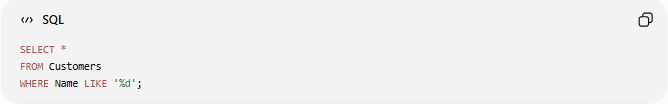 SQL
SELECT *
FROM Customers
WHERE Name LIKE '%d';